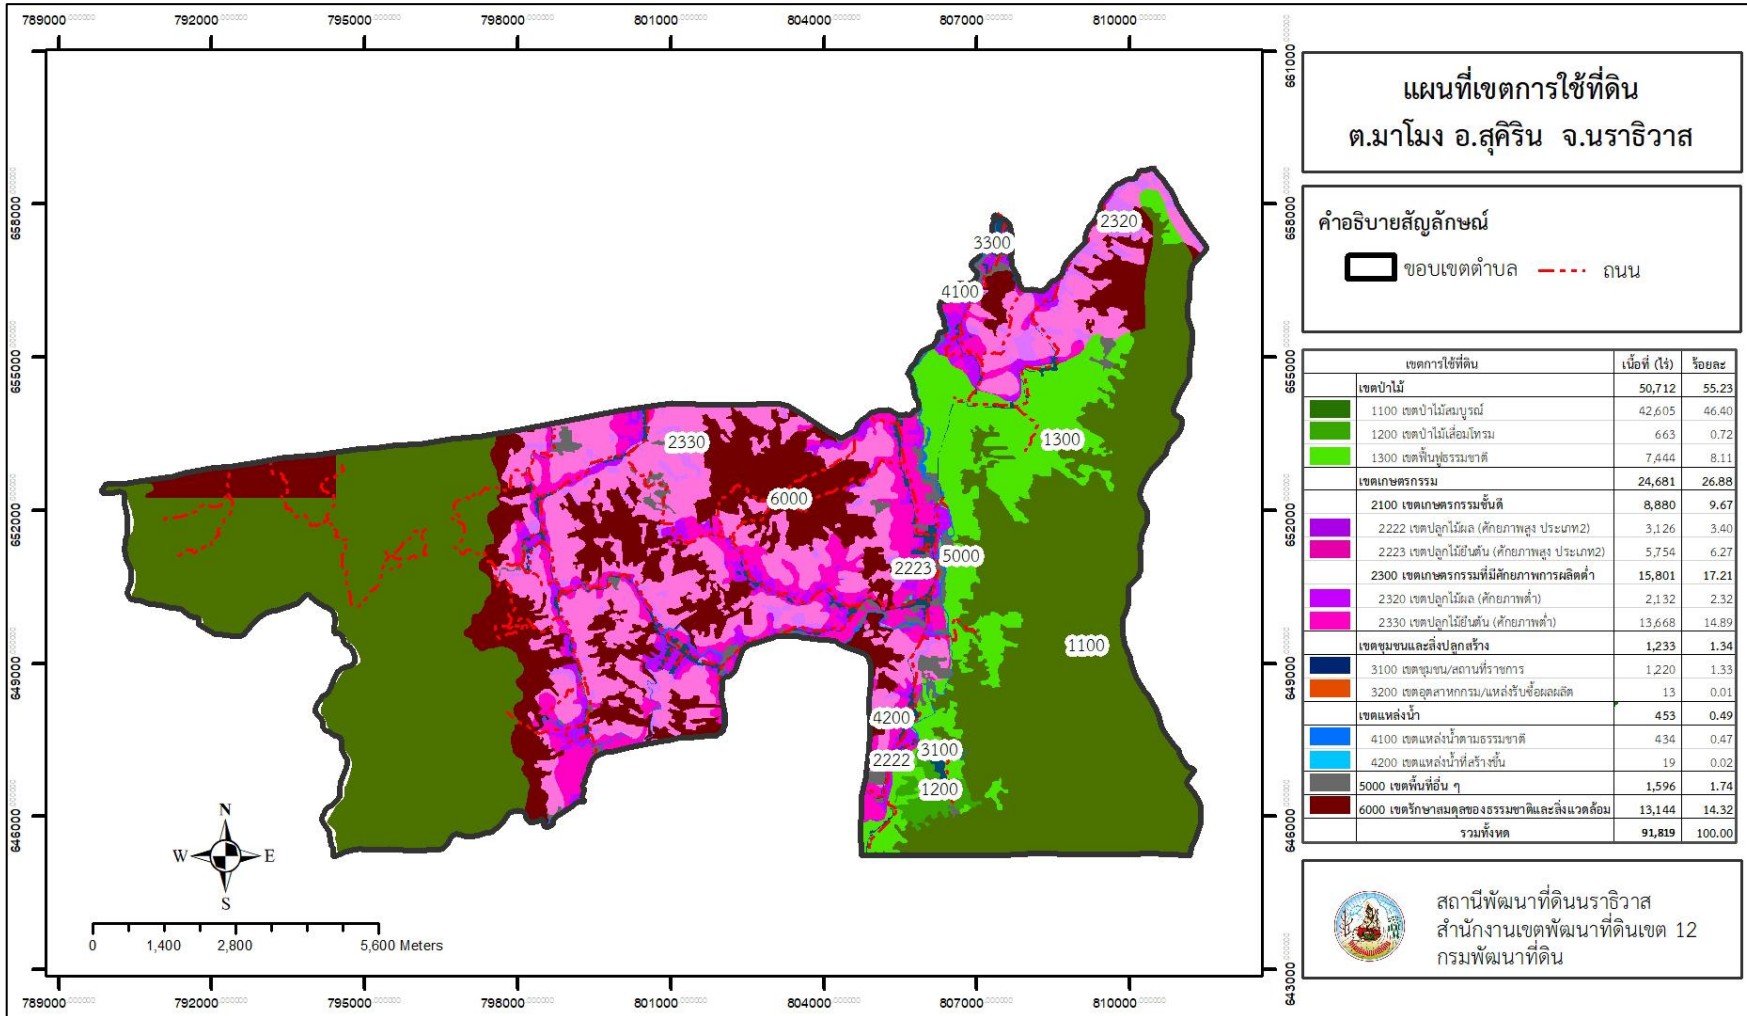 789000 792000 795000 798000 801000 804000 807000 810000
661000
658000
655000
652000
649000
646000
643000
2320
3300
4100
2330
1300
6000
5000
2223
1100
4200
3100
2222
1200
N
W E
S
0 1,400 2,800 5,600 Meters
661000
658000
655000
652000
649000
646000
643000
789000 792000 795000 798000 801000 804000 807000 810000
แผนที่เขตการใช้ที่ดิน
ต.มาโมง อ.สุคิริน จ.นราธิวาส
คำอธิบายสัญลักษณ์
ขอบเขตตำบล ถนน
เขตการใช้ที่ดิน เนื้อที่ (ไร่) ร้อยละ
เขตป่าไม้ 50,712 55.23
1100 เขตป่าไม้สมบูรณ์ 42,605 46.40
1200 เขตป่าไม้เสื่อมโทรม 663 0.72
1300 เขตฟื้นฟูธรรมชาติ 7,444 8.11
เขตเกษตรกรรม 24,681 26.88
2100 เขตเกษตรกรรมชั้นดี 8,880 9.67
2222 เขตปลูกไม้ผล (ศักยภาพสูง ประเภท2) 3,126 3.40
2223 เขตปลูกไม้ยืนต้น (ศักยภาพสูง ประเภท2) 5,754 6.27
2300 เขตเกษตรกรรมที่มีศักยภาพการผลิตต่ำ 15,801 17.21
2320 เขตปลูกไม้ผล (ศักยภาพต่ำ) 2,132 2.32
2330 เขตปลูกไม้ยืนต้น (ศักยภาพต่ำ) 13,668 14.89
เขตชุมชนและสิ่งปลูกสร้าง 1,233 1.34
3100 เขตชุมชน/สถานที่ราชการ 1,220 1.33
3200 เขตอุตสาหกรรม/แหล่งรับซื้อผลผลิต 13 0.01
เขตแหล่งน้ำ 453 0.49
4100 เขตแหล่งน้ำตามธรรมชาติ 434 0.47
4200 เขตแหล่งน้ำที่สร้างขึ้น 19 0.02
5000 เขตพื้นที่อื่น ๆ 1,596 1.74
6000 เขตรักษาสมดุลของธรรมชาติและสิ่งแวดล้อม 13,144 14.32
รวมทั้งหด 91,819 100.00
สถานีพัฒนาที่ดินนราธิวาส
สำนักงานเขตพัฒนาที่ดินเขต 12
กรมพัฒนาที่ดิน